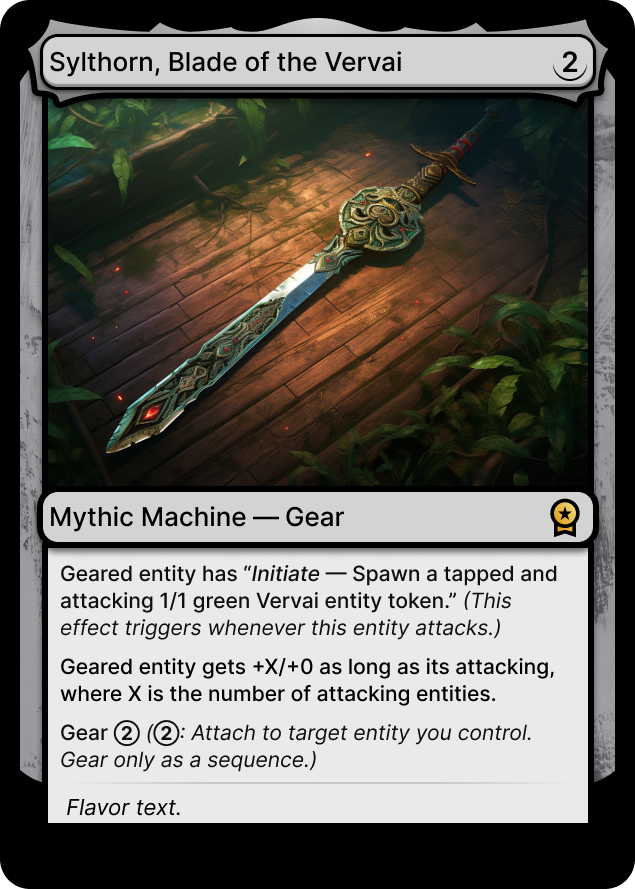 Sylthorn, Blade of the Vervai 2
Mythic Machine — Gear
Geared entity has “Initiate — Spawn a tapped and
attacking 1/1 green Vervai entity token.” (This
effect triggers whenever this entity attacks.)
Geared entity gets +X/+0 as long as its attacking,
where X is the number of attacking entities.
Gear ② (②: Attach to target entity you control.
Gear only as a sequence.)
Flavor text.